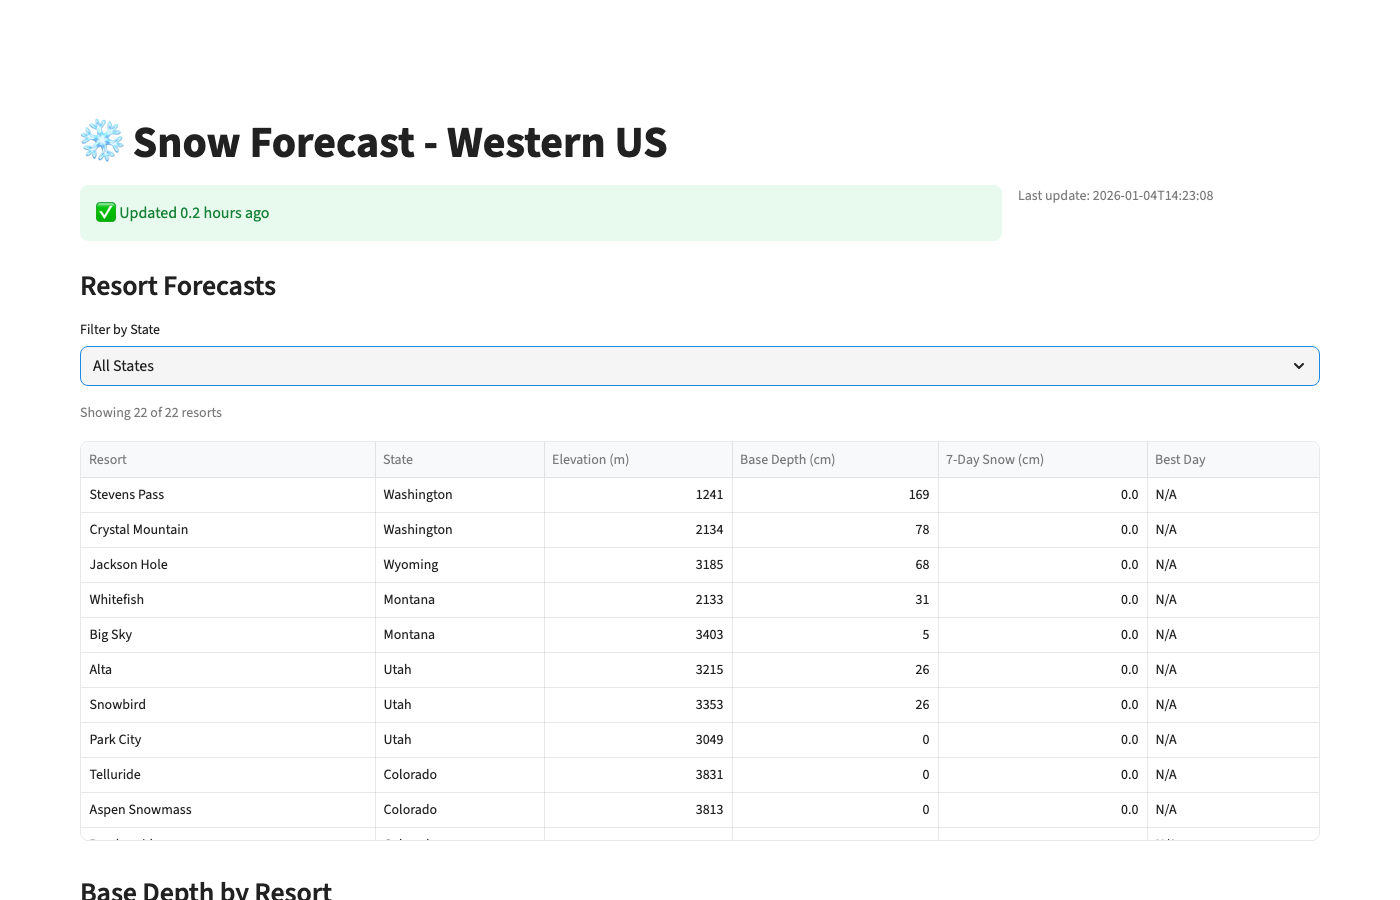 Snow Forecast - Western US
Updated 0.2 hours ago
Last update: 2026-01-04T14:23:08
Resort Forecasts
Filter by State
All States
Showing 22 of 22 resorts
Resort State Elevation (m) Base Depth (cm) 7-Day Snow (cm) Best Day
Stevens Pass Washington 1241 169 0.0 N/A
Crystal Mountain Washington 2134 78 0.0 N/A
Jackson Hole Wyoming 3185 68 0.0 N/A
Whitefish Montana 2133 31 0.0 N/A
Big Sky Montana 3403 5 0.0 N/A
Alta Utah 3215 26 0.0 N/A
Snowbird Utah 3353 26 0.0 N/A
Park City Utah 3049 0 0.0 N/A
Telluride Colorado 3831 0 0.0 N/A
Aspen Snowmass Colorado 3813 0 0.0 N/A
Base Depth by Resort